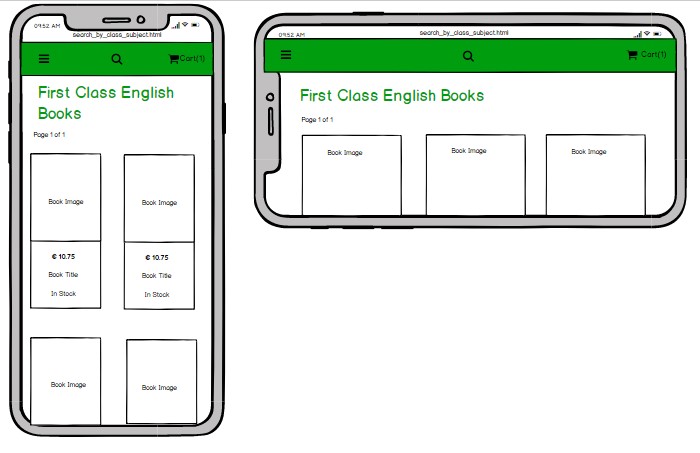 09:52 AM
search_by_class_subject.html
Cart(1)
First Class English
Books
Page 1 of 1
Book Image
Book Image
€ 10.75
€ 10.75
Book Title
Book Title
In Stock
In Stock
Book Image
Book Image
09:52 AM
search_by_class_subject.html
Cart(1)
First Class English Books
Page 1 of 1
Book Image
Book Image
Book Image